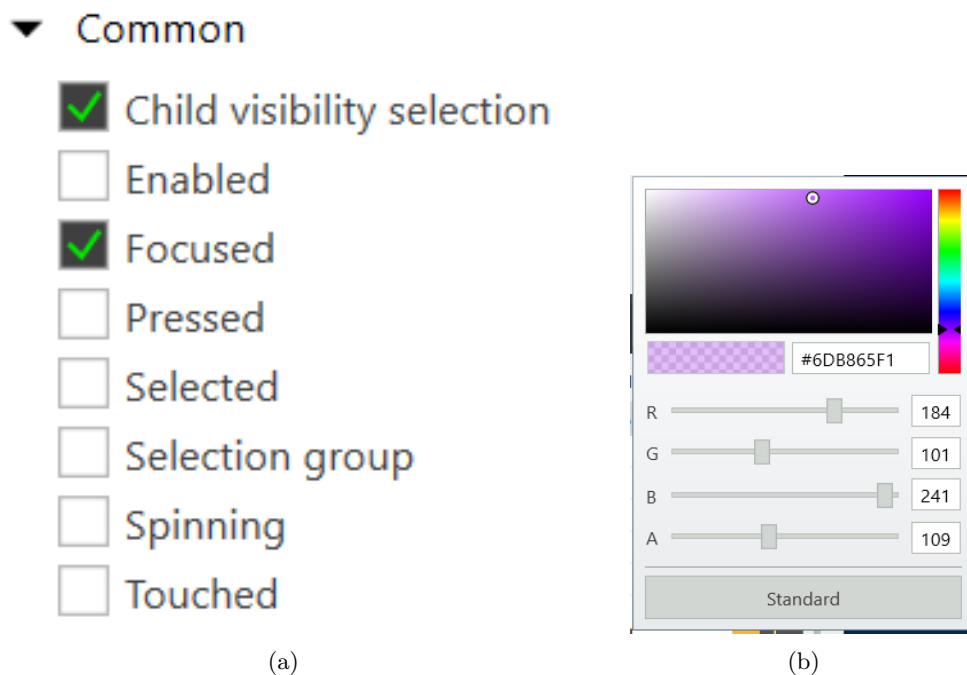 Common
Child visibility selection
Enabled
Focused
Pressed
Selected
Selection group
Spinning
Touched
(a)
#6DB865F1
R 184
G 101
B 241
A 109
Standard
(b)